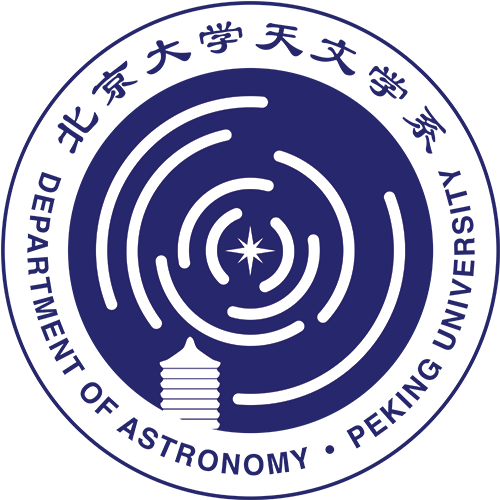 北京大学天文学系
DEPARTMENT OF ASTRONOMY • PEKING UNIVERSITY